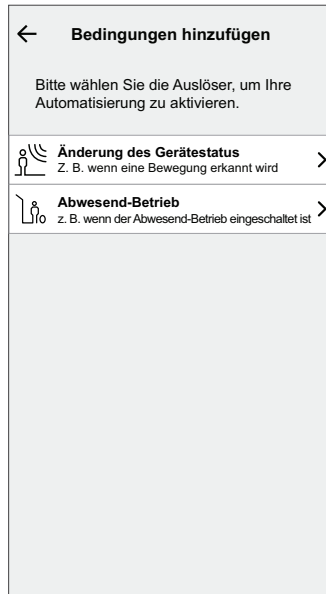 Bedingungen hinzufügen
Bitte wählen Sie die Auslöser, um Ihre
Automatisierung zu aktivieren.
Änderung des Gerätestatus
Z. B. wenn eine Bewegung erkannt wird
Abwesend-Betrieb
z. B. wenn der Abwesend-Betrieb eingeschaltet ist